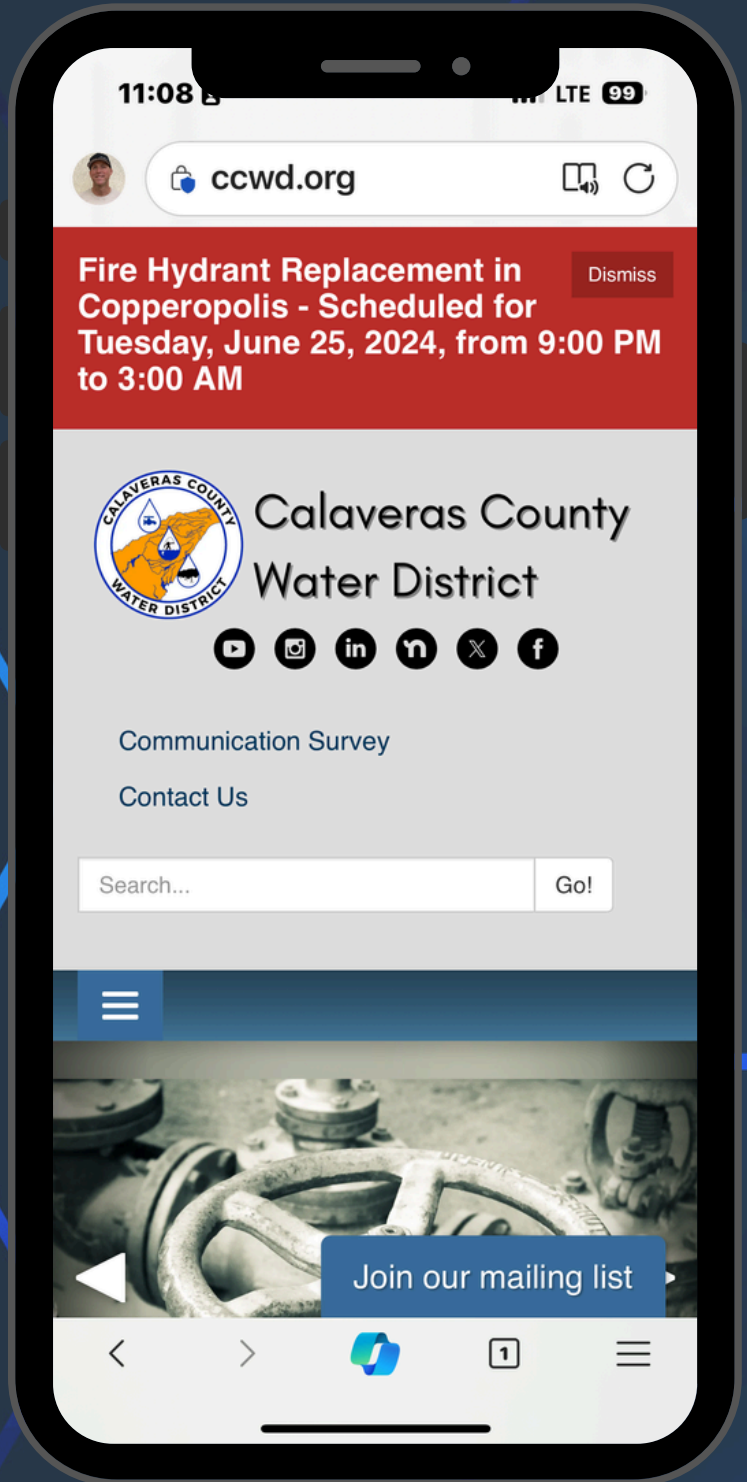 11:08
LTE 99
ccwd.org
Fire Hydrant Replacement in
Copperopolis - Scheduled for
Tuesday, June 25, 2024, from 9:00 PM
to 3:00 AM
Dismiss
CALAVERAS COUNTY
WATER DISTRICT
Calaveras County
Water District
in
X
f
Communication Survey
Contact Us
Search...
Go!
Join our mailing list
1